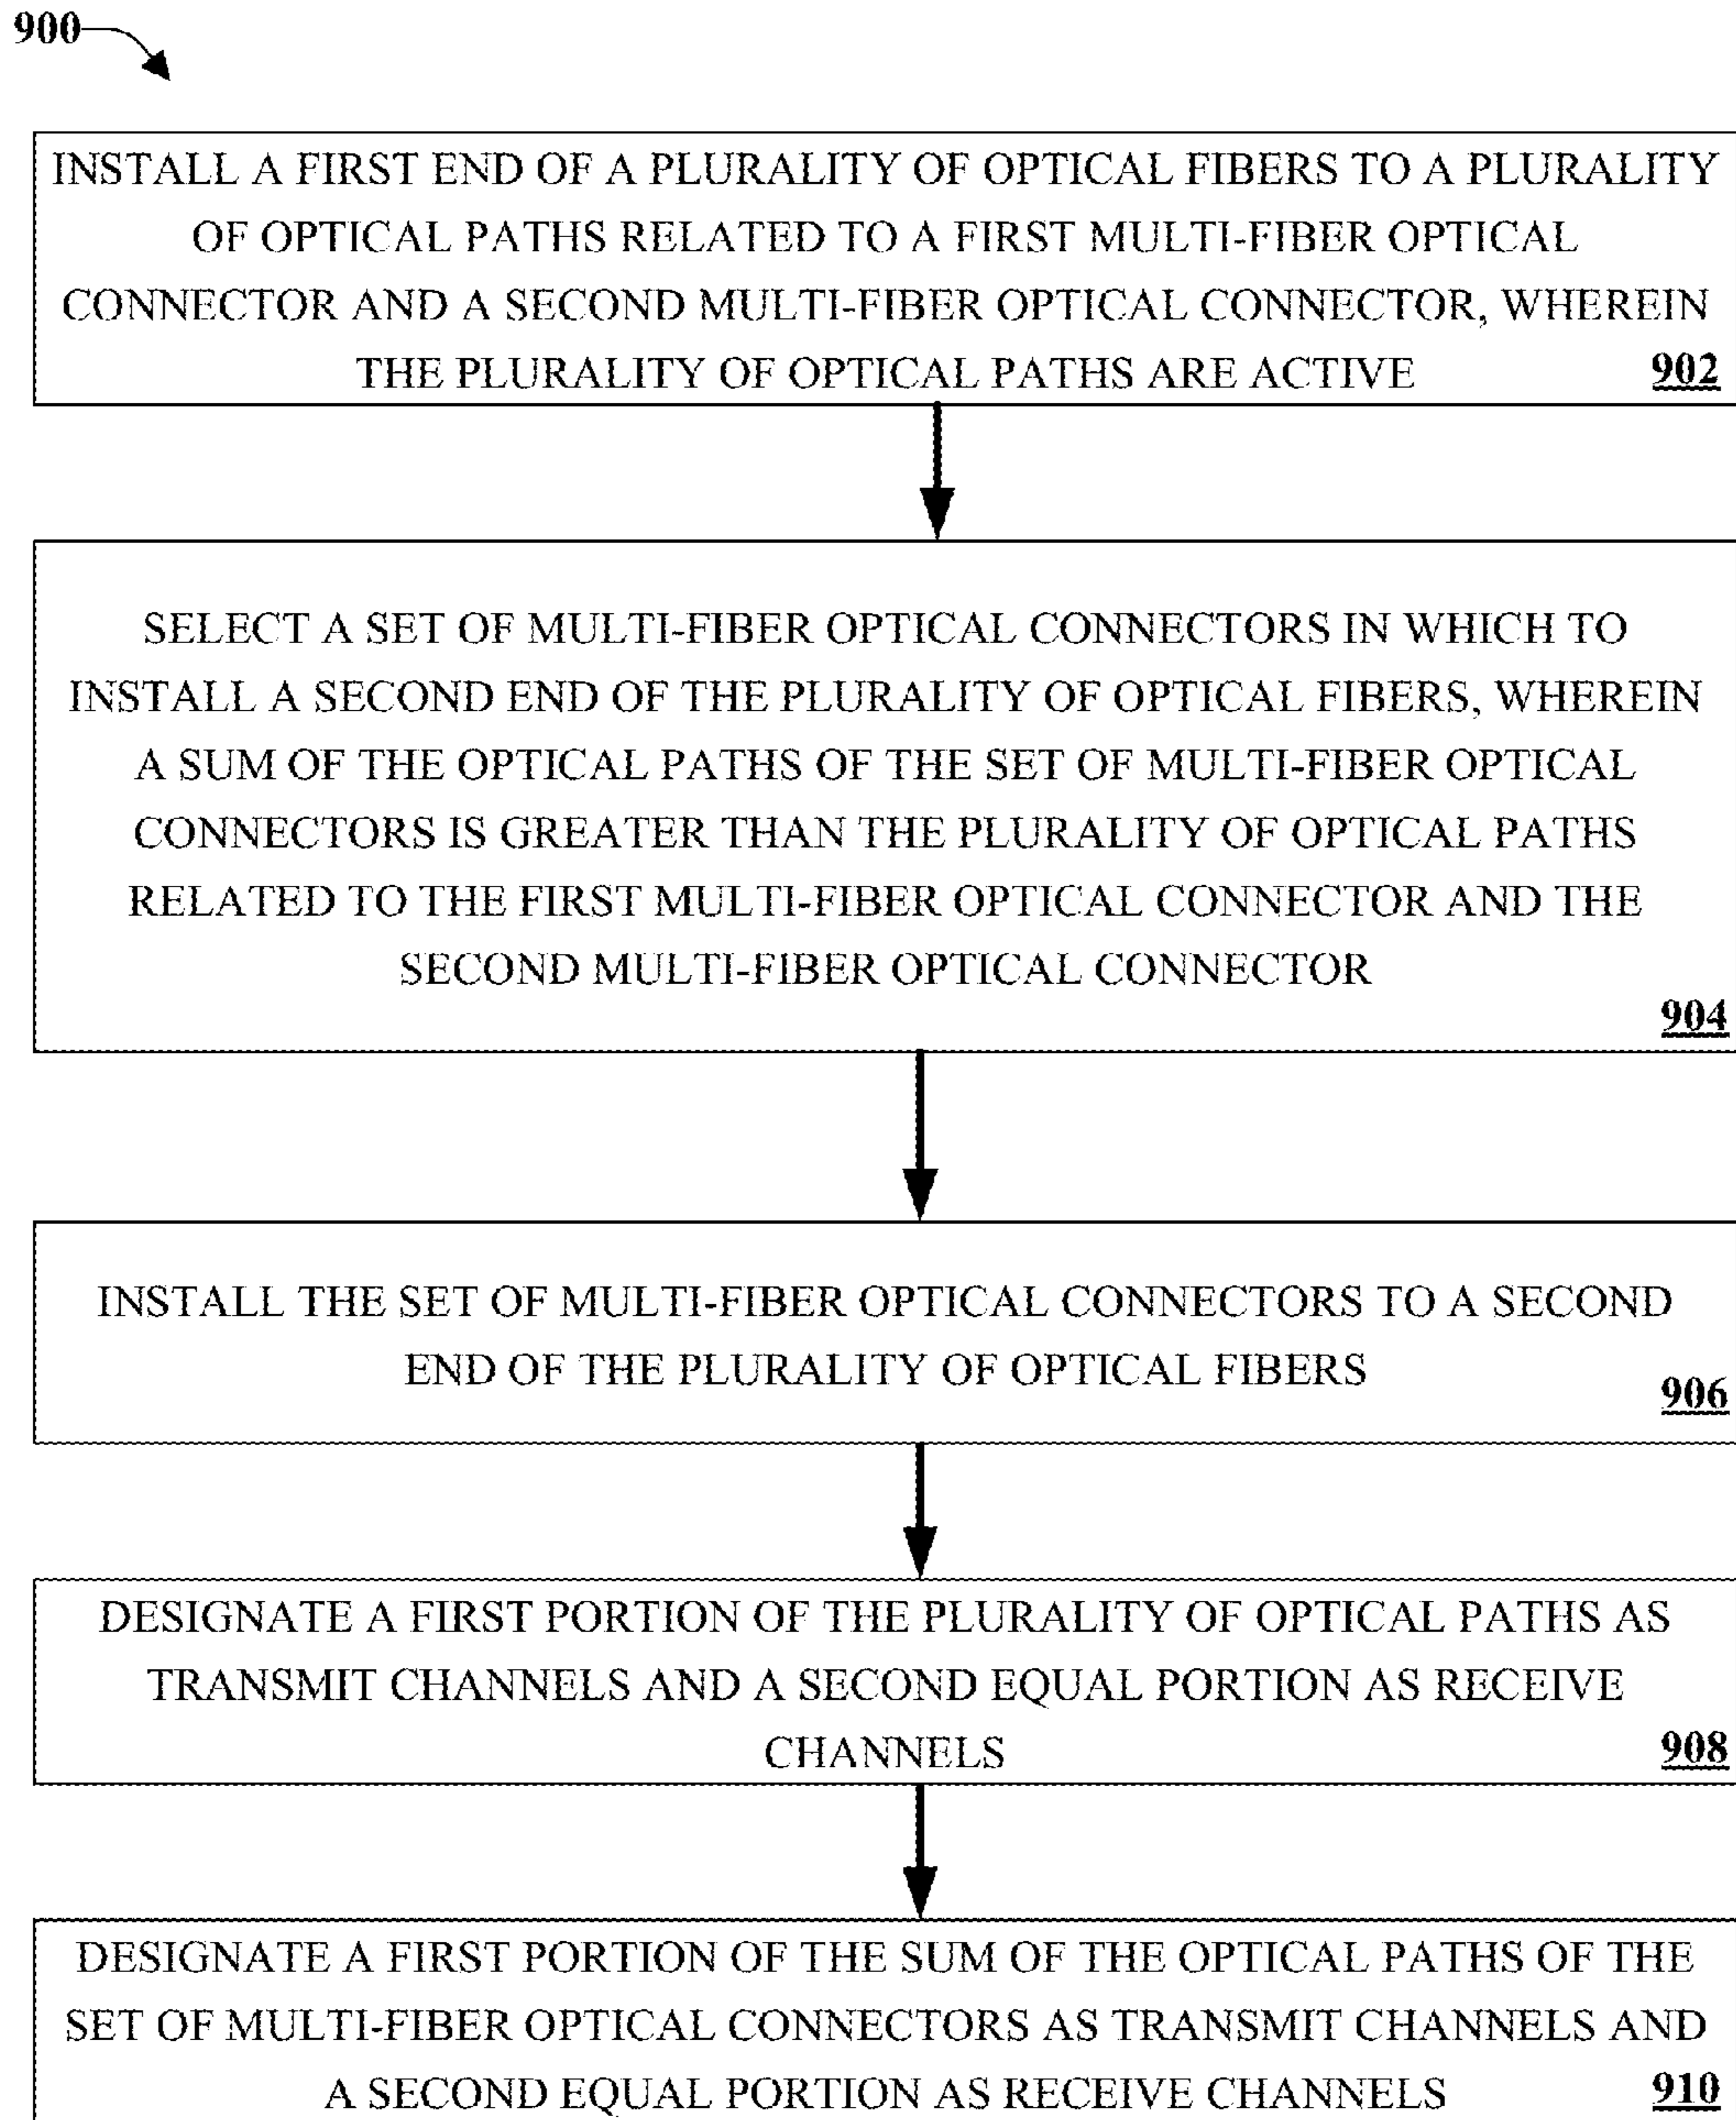 900
INSTALL A FIRST END OF A PLURALITY OF OPTICAL FIBERS TO A PLURALITY
OF OPTICAL PATHS RELATED TO A FIRST MULTI-FIBER OPTICAL
CONNECTOR AND A SECOND MULTI-FIBER OPTICAL CONNECTOR, WHEREIN
THE PLURALITY OF OPTICAL PATHS ARE ACTIVE 902
SELECT A SET OF MULTI-FIBER OPTICAL CONNECTORS IN WHICH TO
INSTALL A SECOND END OF THE PLURALITY OF OPTICAL FIBERS, WHEREIN
A SUM OF THE OPTICAL PATHS OF THE SET OF MULTI-FIBER OPTICAL
CONNECTORS IS GREATER THAN THE PLURALITY OF OPTICAL PATHS
RELATED TO THE FIRST MULTI-FIBER OPTICAL CONNECTOR AND THE
SECOND MULTI-FIBER OPTICAL CONNECTOR
904
INSTALL THE SET OF MULTI-FIBER OPTICAL CONNECTORS TO A SECOND
END OF THE PLURALITY OF OPTICAL FIBERS
906
DESIGNATE A FIRST PORTION OF THE PLURALITY OF OPTICAL PATHS AS
TRANSMIT CHANNELS AND A SECOND EQUAL PORTION AS RECEIVE
CHANNELS 908
DESIGNATE A FIRST PORTION OF THE SUM OF THE OPTICAL PATHS OF THE
SET OF MULTI-FIBER OPTICAL CONNECTORS AS TRANSMIT CHANNELS AND
A SECOND EQUAL PORTION AS RECEIVE CHANNELS 910